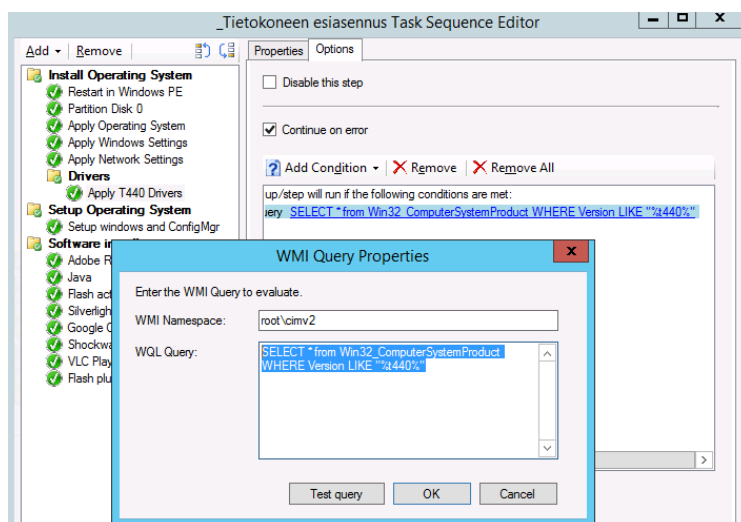 _Tietokoneen esiasennus Task Sequence Editor
Add Remove
Properties Options
Install Operating System
Restart in Windows PE
Partition Disk 0
Apply Operating System
Apply Windows Settings
Apply Network Settings
Drivers
Apply T440 Drivers
Setup Operating System
Setup windows and ConfigMgr
Software
Adobe R
Java
Flash act
Silverligh
Google C
Shockwa
VLC Play
Flash plu
Disable this step
Continue on error
Add Condition Remove Remove All
up/step will run if the following conditions are met:
uery SELECT * from Win32_ComputerSystemProduct WHERE Version LIKE "%t440%"
WMI Query Properties
x
Enter the WMI Query to evaluate.
WMI Namespace: root\cimv2
WQL Query: SELECT * from Win32_ComputerSystemProduct
WHERE Version LIKE "%t440%"
Test query OK Cancel